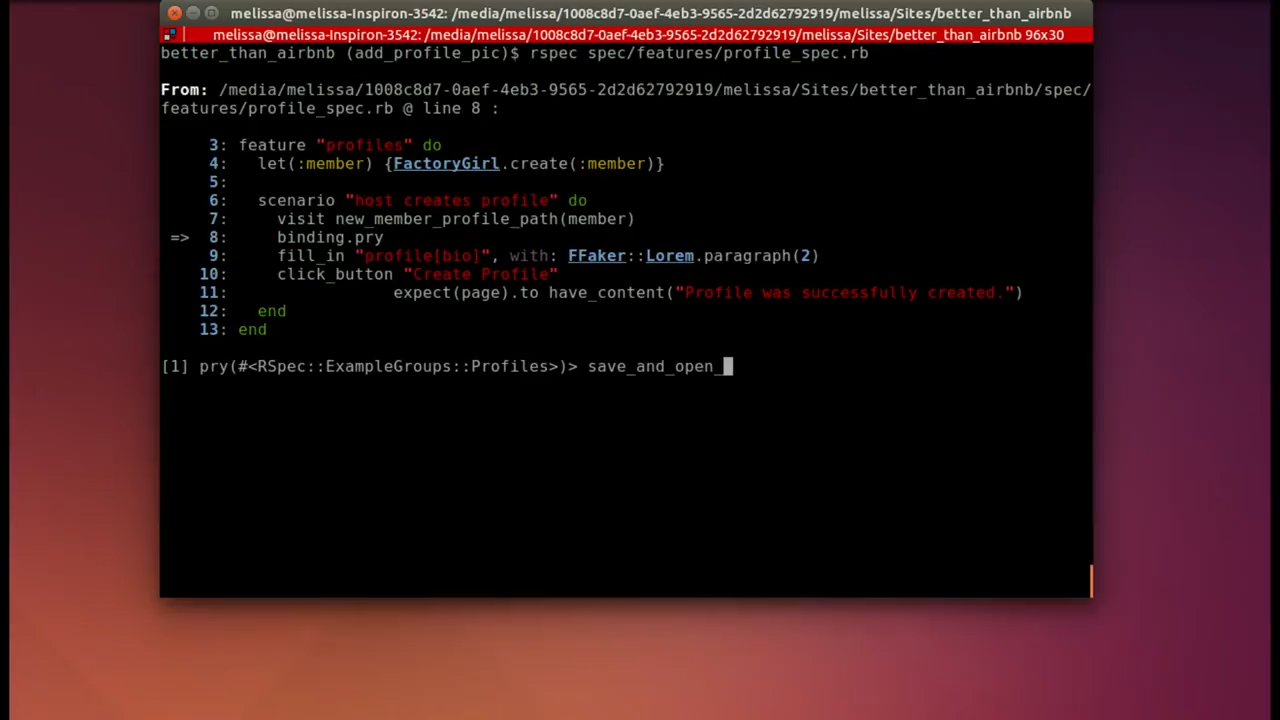 melissa@melissa-Inspiron-3542: /media/melissa/1008c8d7-0aef-4eb3-9565-2d2d62792919/melissa/Sites/better_than_airbnb
melissa@melissa-Inspiron-3542: /media/melissa/1008c8d7-0aef-4eb3-9565-2d2d62792919/melissa/Sites/better_than_airbnb 96x30
better_than_airbnb (add_profile_pic)$ rspec spec/features/profile_spec.rb
From: /media/melissa/1008c8d7-0aef-4eb3-9565-2d2d62792919/melissa/Sites/better_than_airbnb/spec/
features/profile_spec.rb @ line 8 :
3: feature "profiles" do
4:   let(:member) {FactoryGirl.create(:member)}
5:
6:   scenario "host creates profile" do
7:     visit new_member_profile_path(member)
=>  8:     binding.pry
9:     fill_in "profile[bio]", with: FFaker::Lorem.paragraph(2)
10:     click_button "Create Profile"
11:                 expect(page).to have_content("Profile was successfully created.")
12:   end
13: end
[1] pry(#<RSpec::ExampleGroups::Profiles>)> save_and_open_